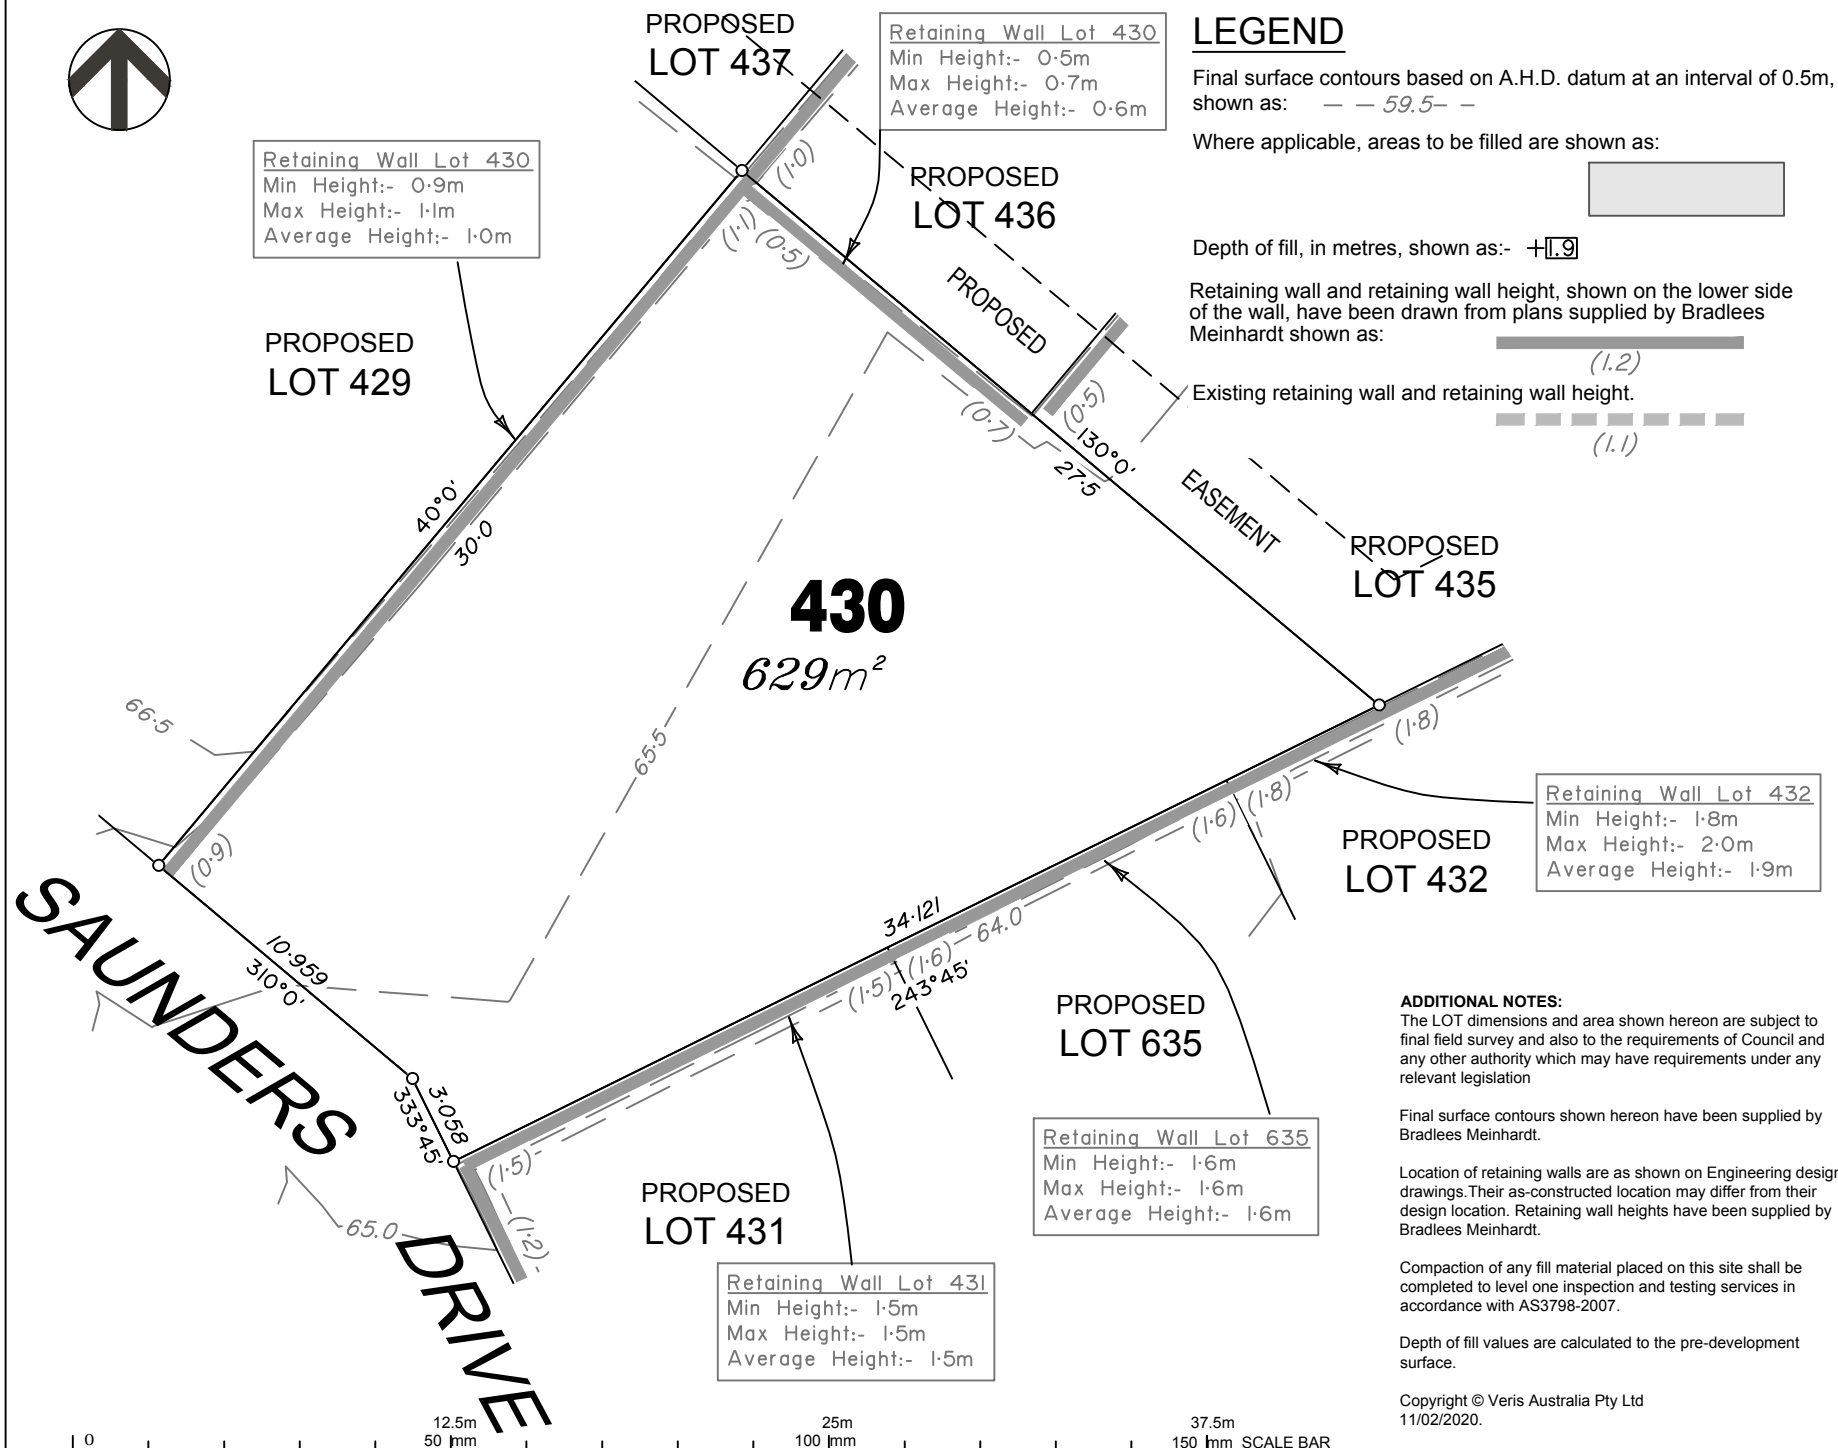 PROPOSED
LOT 437
Retaining Wall Lot 430
Min Height:- 0·5m
Max Height:- 0·7m
Average Height:- 0·6m
LEGEND
Final surface contours based on A.H.D. datum at an interval of 0.5m,
shown as: — — 59.5– –
Where applicable, areas to be filled are shown as:
Depth of fill, in metres, shown as:- +1.9
Retaining wall and retaining wall height, shown on the lower side
of the wall, have been drawn from plans supplied by Bradlees
Meinhardt shown as:
(1.2)
Existing retaining wall and retaining wall height.
(1.1)
Retaining Wall Lot 430
Min Height:- 0·9m
Max Height:- 1·1m
Average Height:- 1·0m
(1·0)
(1·1)
(0·5)
PROPOSED
LOT 436
PROPOSED
EASEMENT
PROPOSED
LOT 429
(0·7)
(0·5)
130°0'
27·5
40°0'
30·0
PROPOSED
LOT 435
430
629m²
66·5
65·5
(1·8)
(1·8)
(1·6)
Retaining Wall Lot 432
Min Height:- 1·8m
Max Height:- 2·0m
Average Height:- 1·9m
PROPOSED
LOT 432
(0·9)
SAUNDERS
DRIVE
10·959
310°0'
34·121
64.0
(1·6)
(1·5)
243°45'
3·058
333°45'
(1·5)
(1·2)
65.0
PROPOSED
LOT 635
PROPOSED
LOT 431
Retaining Wall Lot 635
Min Height:- 1·6m
Max Height:- 1·6m
Average Height:- 1·6m
Retaining Wall Lot 431
Min Height:- 1·5m
Max Height:- 1·5m
Average Height:- 1·5m
ADDITIONAL NOTES:
The LOT dimensions and area shown hereon are subject to
final field survey and also to the requirements of Council and
any other authority which may have requirements under any
relevant legislation
Final surface contours shown hereon have been supplied by
Bradlees Meinhardt.
Location of retaining walls are as shown on Engineering design
drawings.Their as-constructed location may differ from their
design location. Retaining wall heights have been supplied by
Bradlees Meinhardt.
Compaction of any fill material placed on this site shall be
completed to level one inspection and testing services in
accordance with AS3798-2007.
Depth of fill values are calculated to the pre-development
surface.
Copyright © Veris Australia Pty Ltd
11/02/2020.
12.5m 25m 37.5m
0 50 mm 100 mm 150 mm SCALE BAR